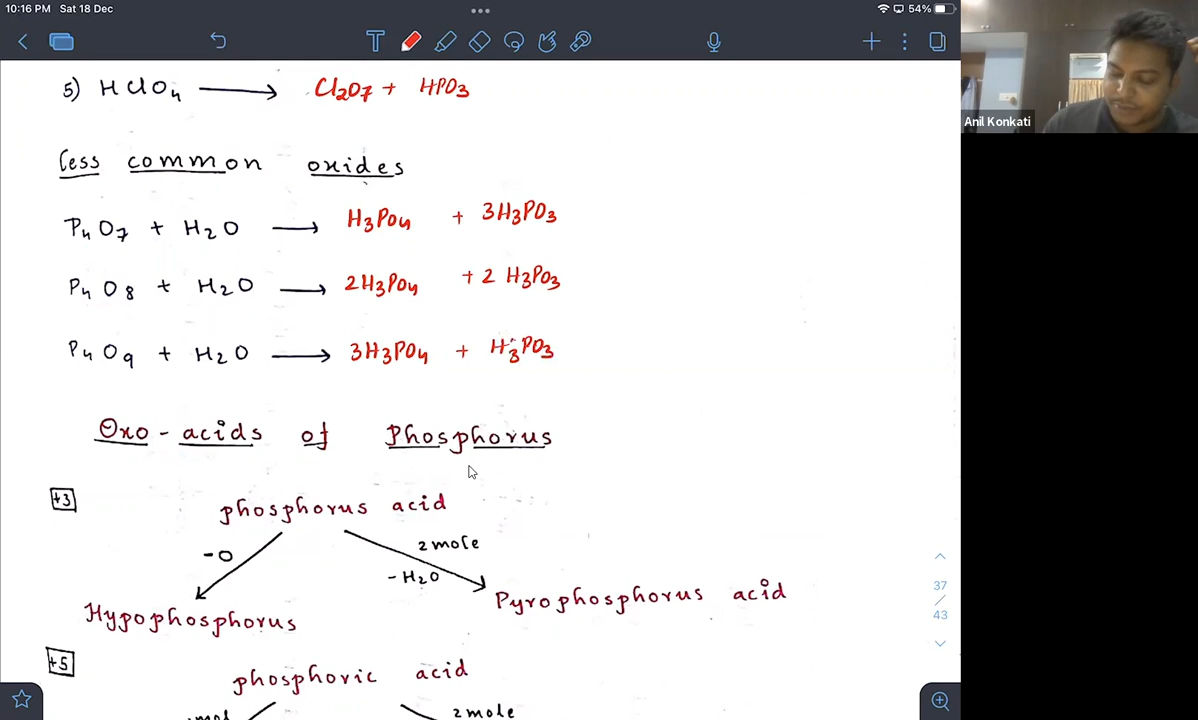 10:16 PM Sat 18 Dec
54%
Anil Konkati
5) HClO4 ⟶ Cl2O7 + HPO3
Less common oxides
P4O7 + H2O ⟶ H3PO4 + 3H3PO3
P4O8 + H2O ⟶ 2H3PO4 + 2 H3PO3
P4O9 + H2O ⟶ 3H3PO4 + H3PO3
Oxo-acids of Phosphorus
+3
phosphorus acid
-O
2 mole
-H2O
Hypophosphorus
Pyrophosphorus acid
+5
phosphoric acid
2 mole
37
/
43